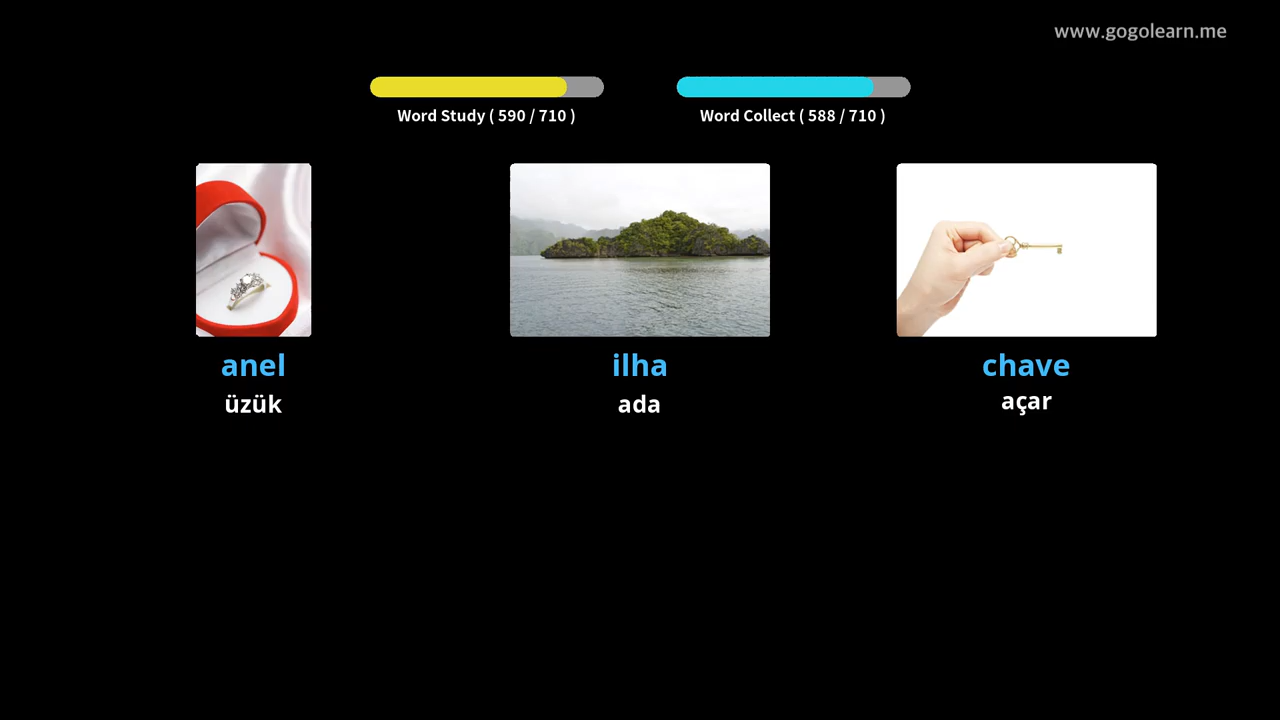 www.gogolearn.me
Word Study ( 590 / 710 )
Word Collect ( 588 / 710 )
anel
üzük
ilha
ada
chave
açar